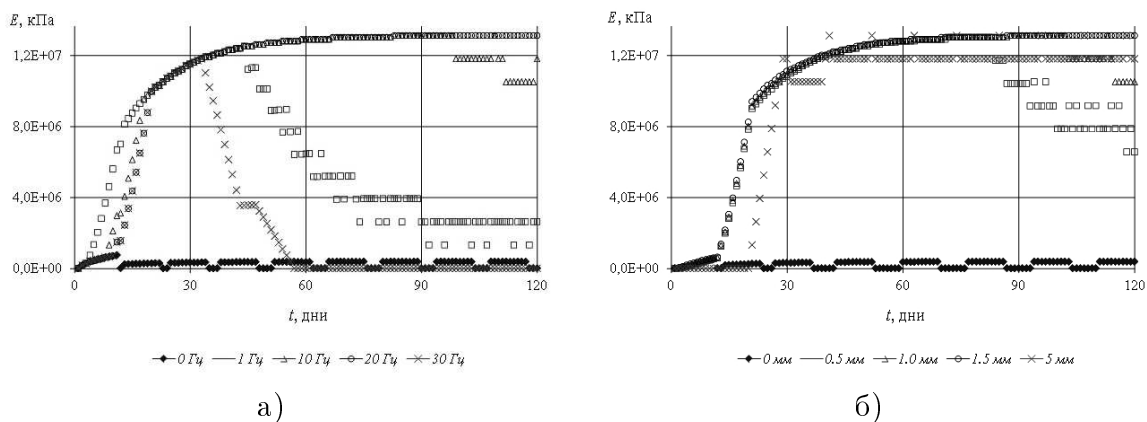 E, кПа
1,2E+07
8,0E+06
4,0E+06
0,0E+00
0 30 60 90 120
t, дни
0 Гц 1 Гц 10 Гц 20 Гц 30 Гц
а)
E, кПа
1,2E+07
8,0E+06
4,0E+06
0,0E+00
0 30 60 90 120
t, дни
0 мм 0.5 мм 1.0 мм 1.5 мм 5 мм
б)